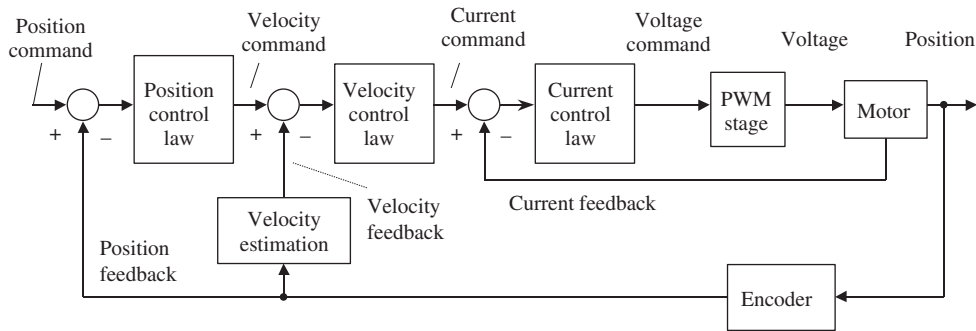 Position
command
Velocity
command
Current
command
Voltage
command
Voltage
Position
+
−
Position
control
law
+
−
Velocity
control
law
+
−
Current
control
law
PWM
stage
Motor
Current feedback
Velocity
feedback
Velocity
estimation
Position
feedback
Encoder